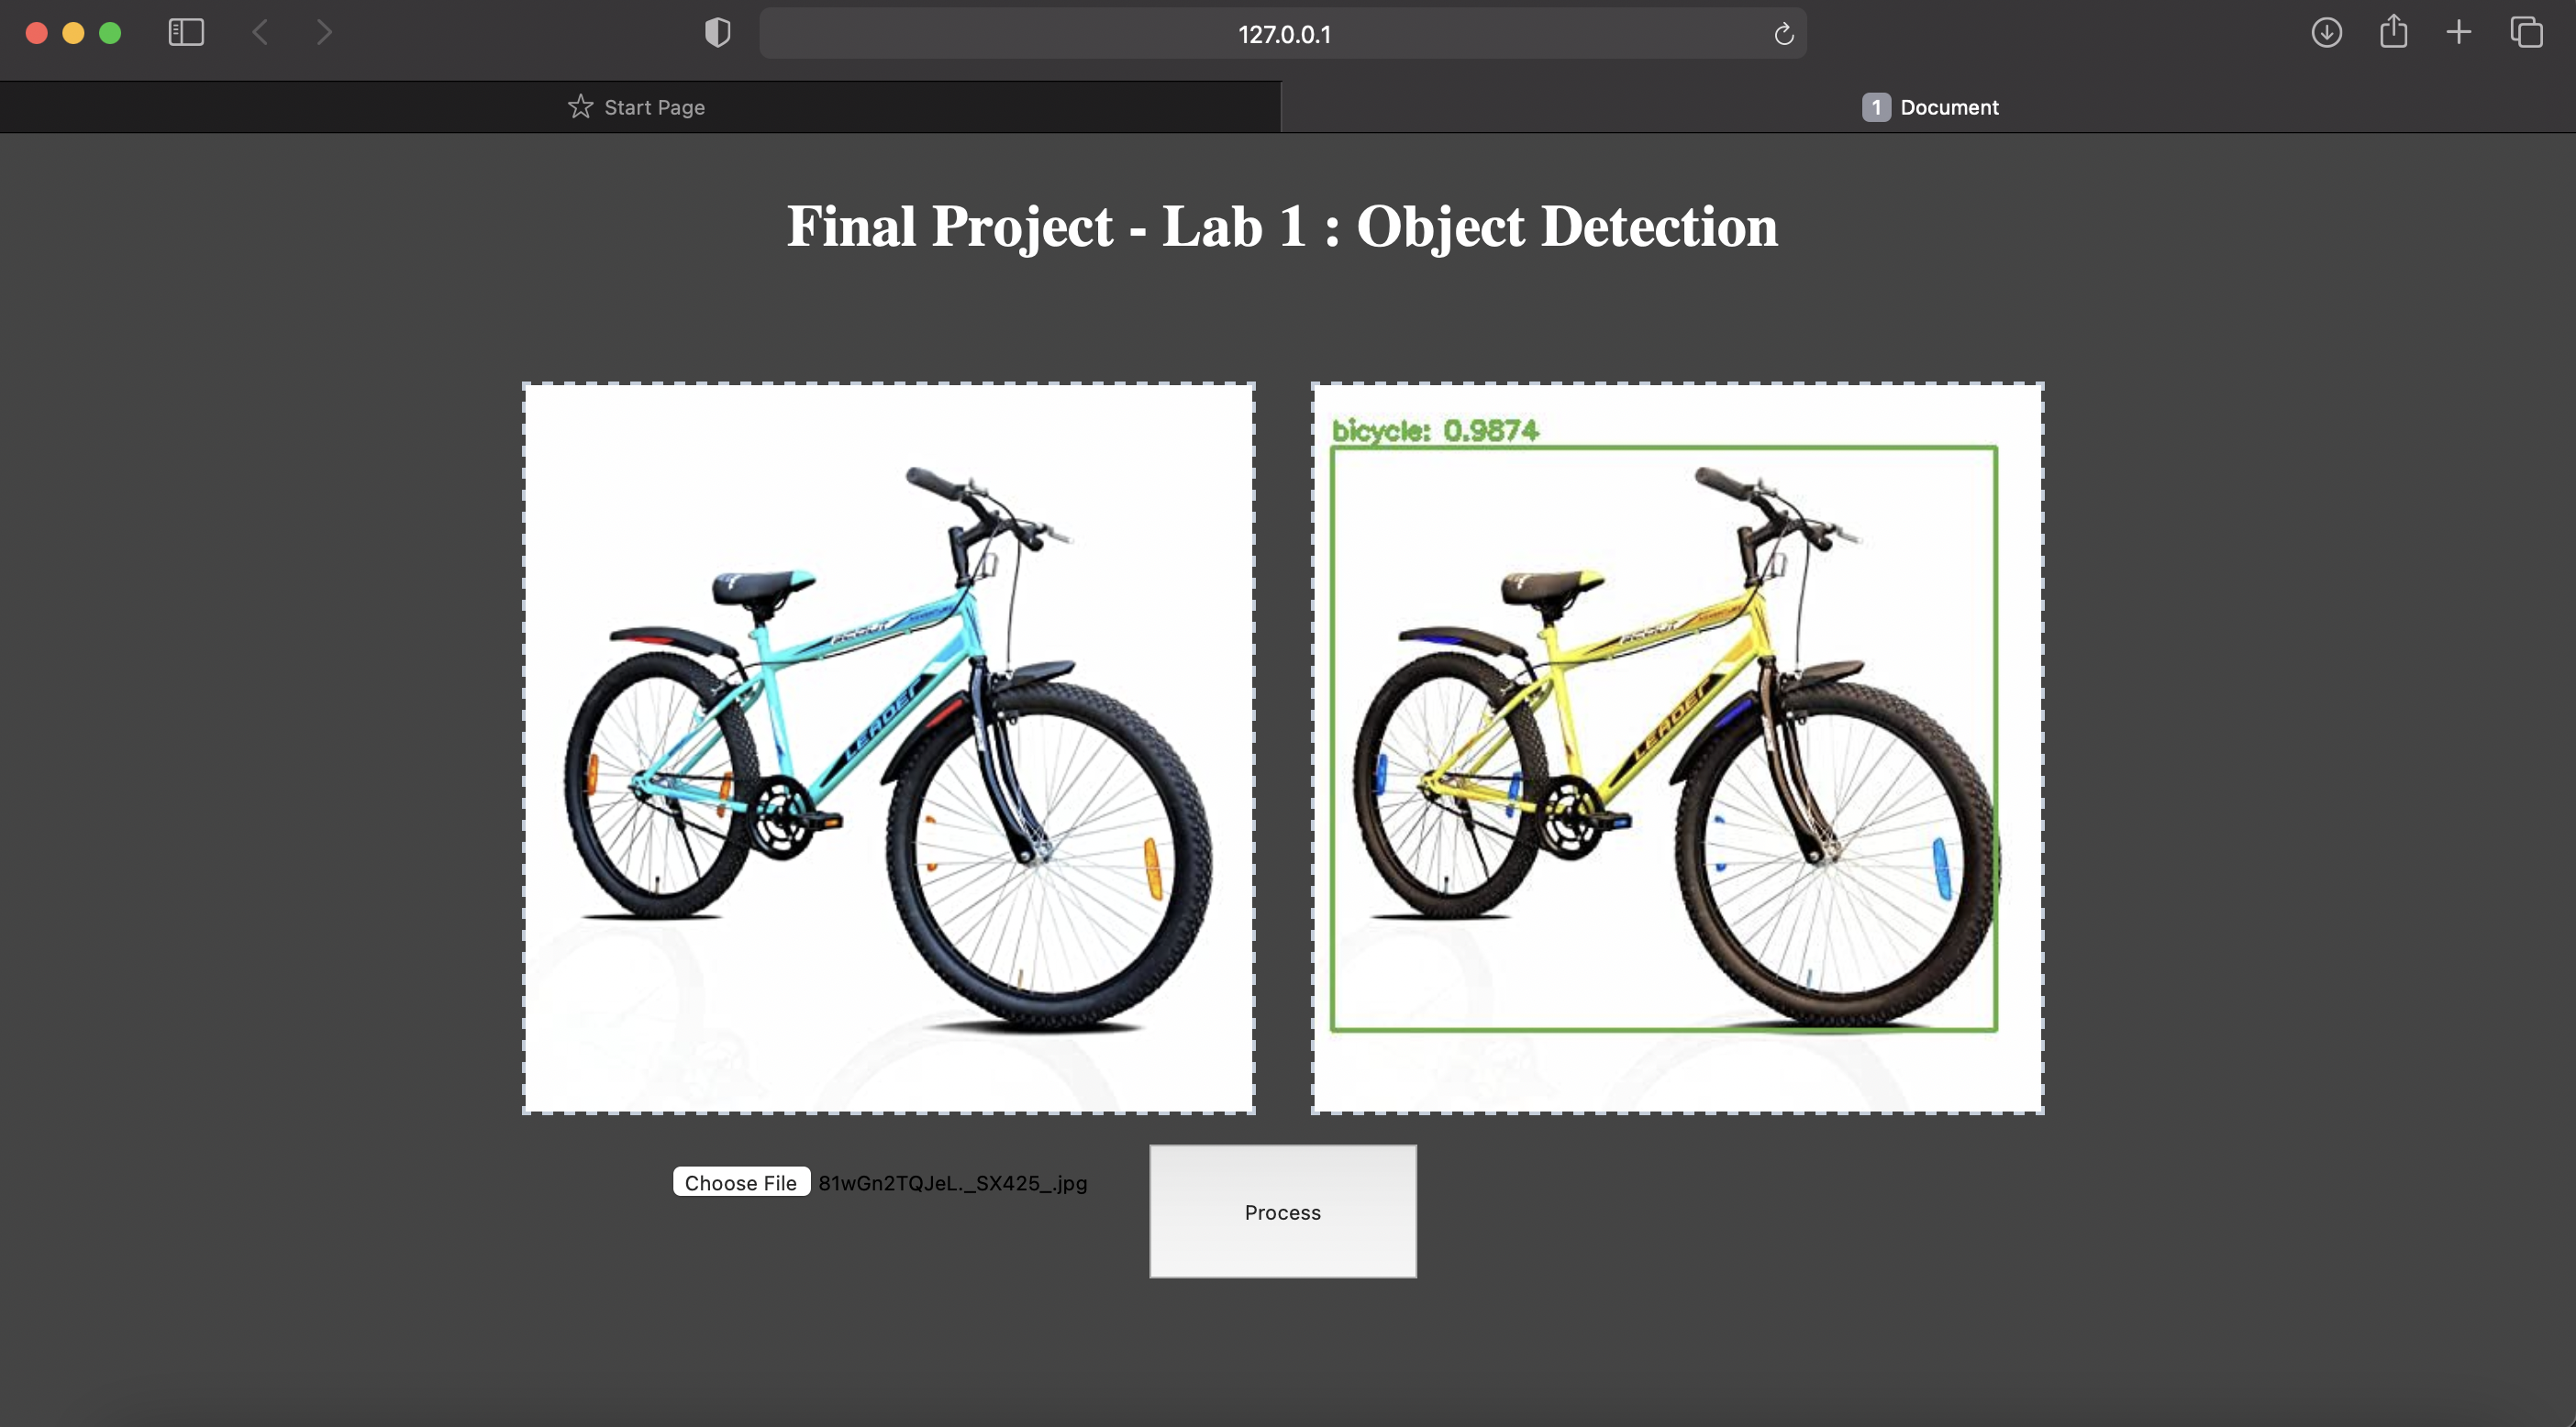 127.0.0.1
Start Page
1 Document
Final Project - Lab 1 : Object Detection
bicycle: 0.9874
LEADER
LEADER
Choose File 81wGn2TQJeL._SX425_.jpg
Process